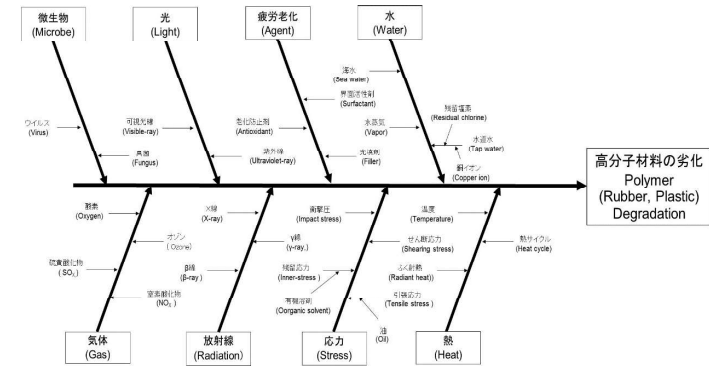 微生物
(Microbe)
光
(Light)
疲労老化
(Agent)
水
(Water)
ウイルス
(Virus)
真菌
(Fungus)
可視光線
(Visible-ray)
紫外線
(Ultraviolet-ray)
老化防止剤
(Antioxidant)
界面活性剤
(Surfactant)
充填剤
(Filler)
海水
(Sea water)
水蒸気
(Vapor)
残留塩素
(Residual chlorine)
水道水
(Tap water)
銅イオン
(Copper ion)
高分子材料の劣化
Polymer
(Rubber, Plastic)
Degradation
酸素
(Oxygen)
オゾン
(Ozone)
硫黄酸化物
(SOx)
窒素酸化物
(NOx)
X線
(X-ray)
γ線
(γ-ray,)
β線
(β-ray)
衝撃圧
(Impact stress)
せん断応力
(Shearing stress)
残留応力
(Inner-stress)
有機溶剤
(Oorganic solvent)
油
(Oil)
温度
(Temperature)
熱サイクル
(Heat cycle)
ふく射熱
(Radiant heat))
引張応力
(Tensile stress)
気体
(Gas)
放射線
(Radiation)
応力
(Stress)
熱
(Heat)